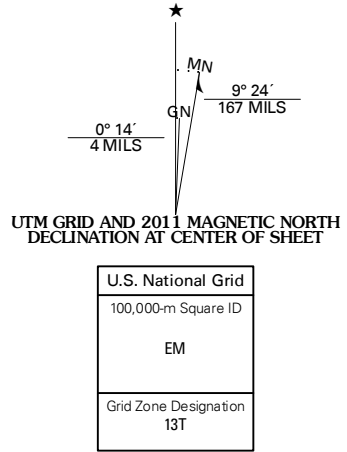 ★
MN
GN
9° 24´
167 MILS
0° 14´
4 MILS
UTM GRID AND 2011 MAGNETIC NORTH
DECLINATION AT CENTER OF SHEET
U.S. National Grid
100,000-m Square ID
EM
Grid Zone Designation
13T